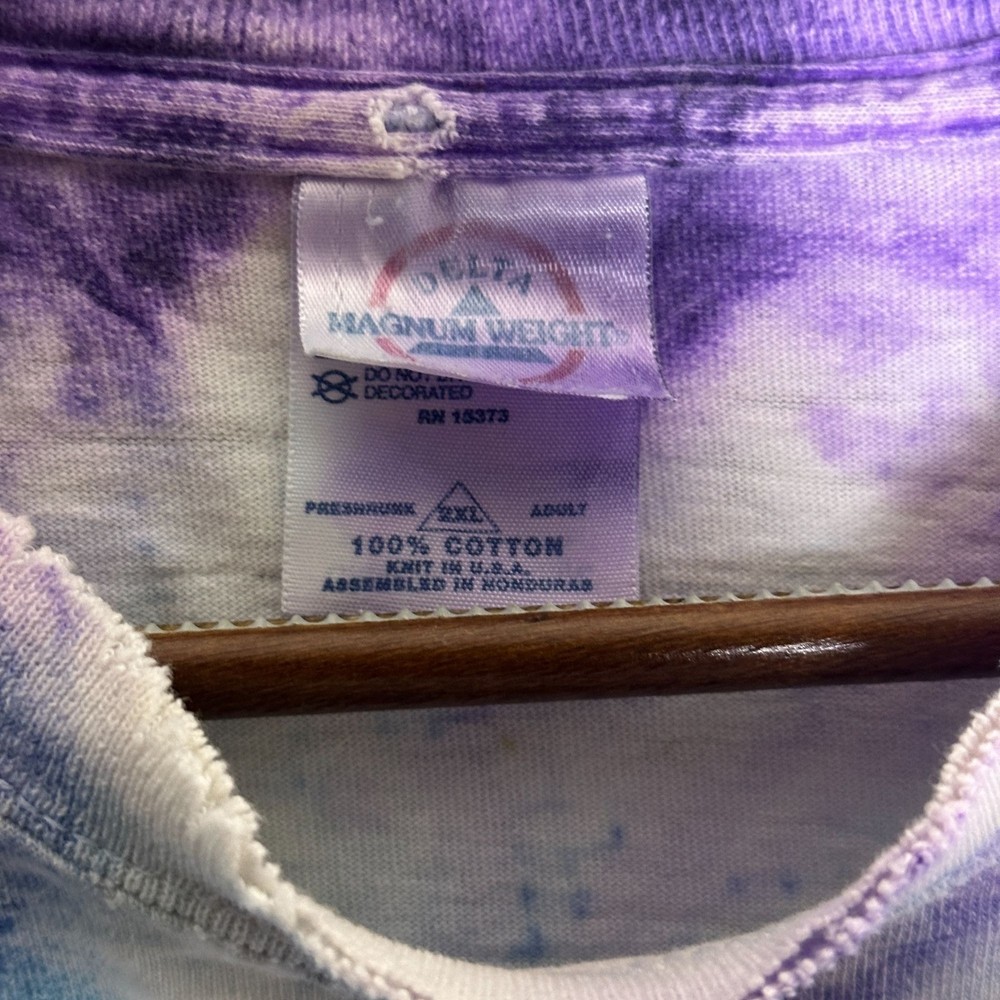 DELTA
MAGNUM WEIGHT
DO NOT
DECORATED
RN 15373
PRESHRUNK 2XL ADULT
100% COTTON
KNIT IN U.S.A.
ASSEMBLED IN HONDURAS